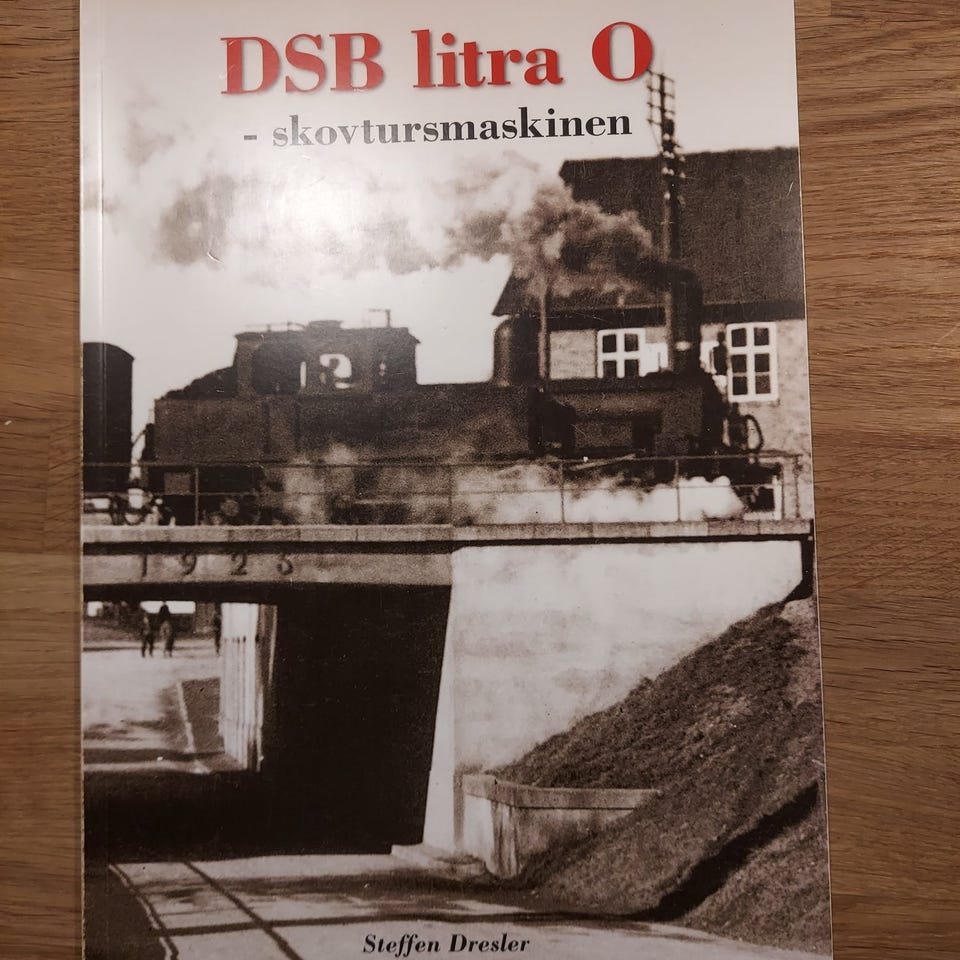 DSB litra O
- skovtursmaskinen
1923
Steffen Dresler